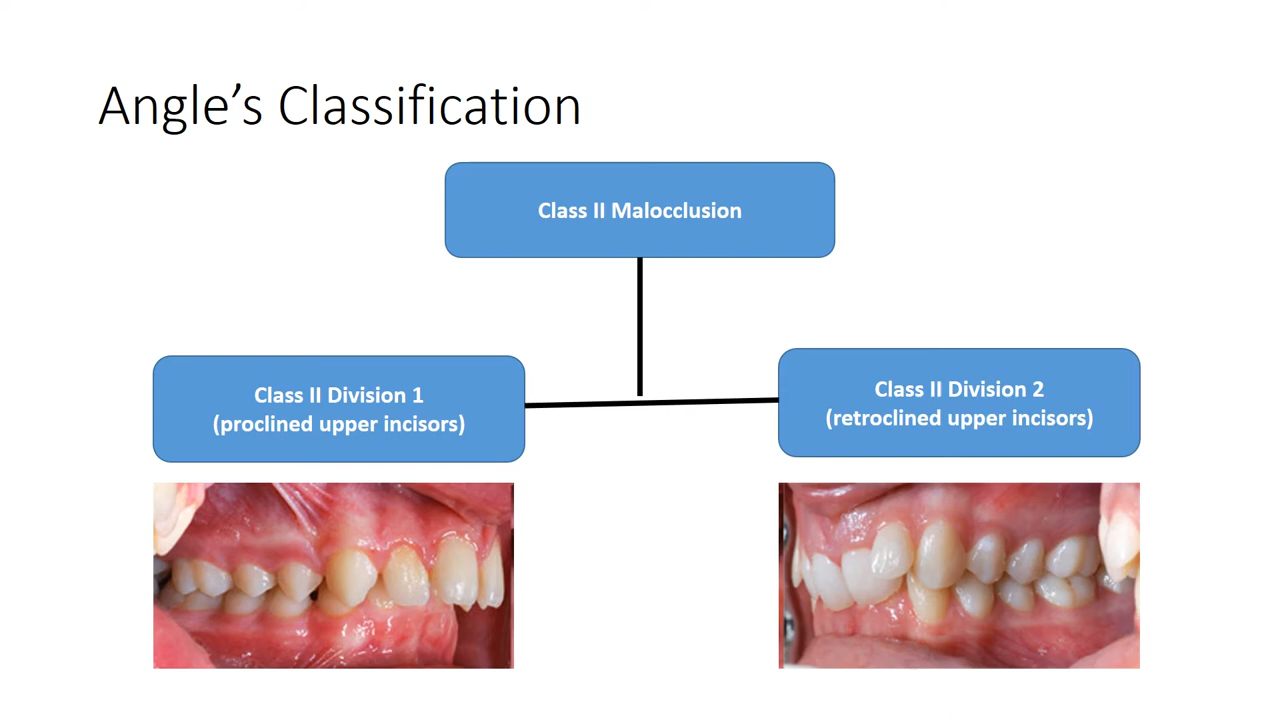 Angle’s Classification
Class II Malocclusion
Class II Division 1
(proclined upper incisors)
Class II Division 2
(retroclined upper incisors)